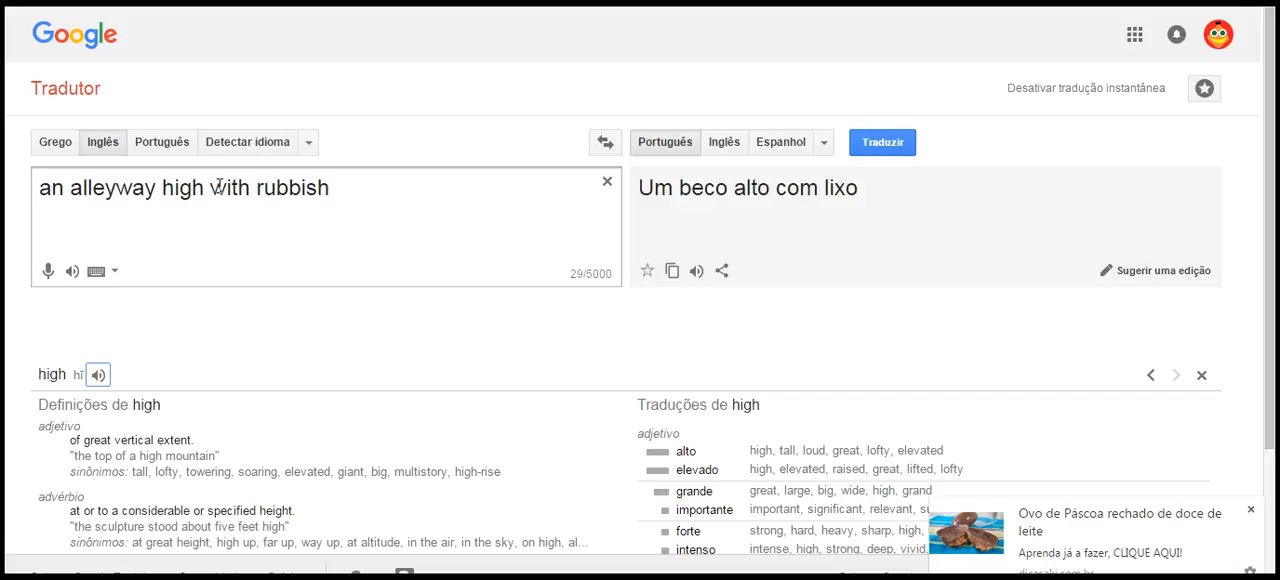 Google
Tradutor
Desativar tradução instantânea
Grego Inglês Português Detectar idioma
Português Inglês Espanhol Traduzir
an alleyway high with rubbish
Um beco alto com lixo
29/5000
Sugerir uma edição
high hī
Definições de high
adjetivo
of great vertical extent.
"the top of a high mountain"
sinônimos: tall, lofty, towering, soaring, elevated, giant, big, multistory, high-rise
advérbio
at or to a considerable or specified height.
"the sculpture stood about five feet high"
sinônimos: at great height, high up, far up, way up, at altitude, in the air, in the sky, on high, al...
Traduções de high
adjetivo
alto high, tall, loud, great, lofty, elevated
elevado high, elevated, raised, great, lifted, lofty
grande great, large, big, wide, high, grand
importante important, significant, relevant,
forte strong, hard, heavy, sharp, high,
intenso intense, high, strong, deep, vivid,
Ovo de Páscoa rechado de doce de
leite
Aprenda já a fazer, CLIQUE AQUI!